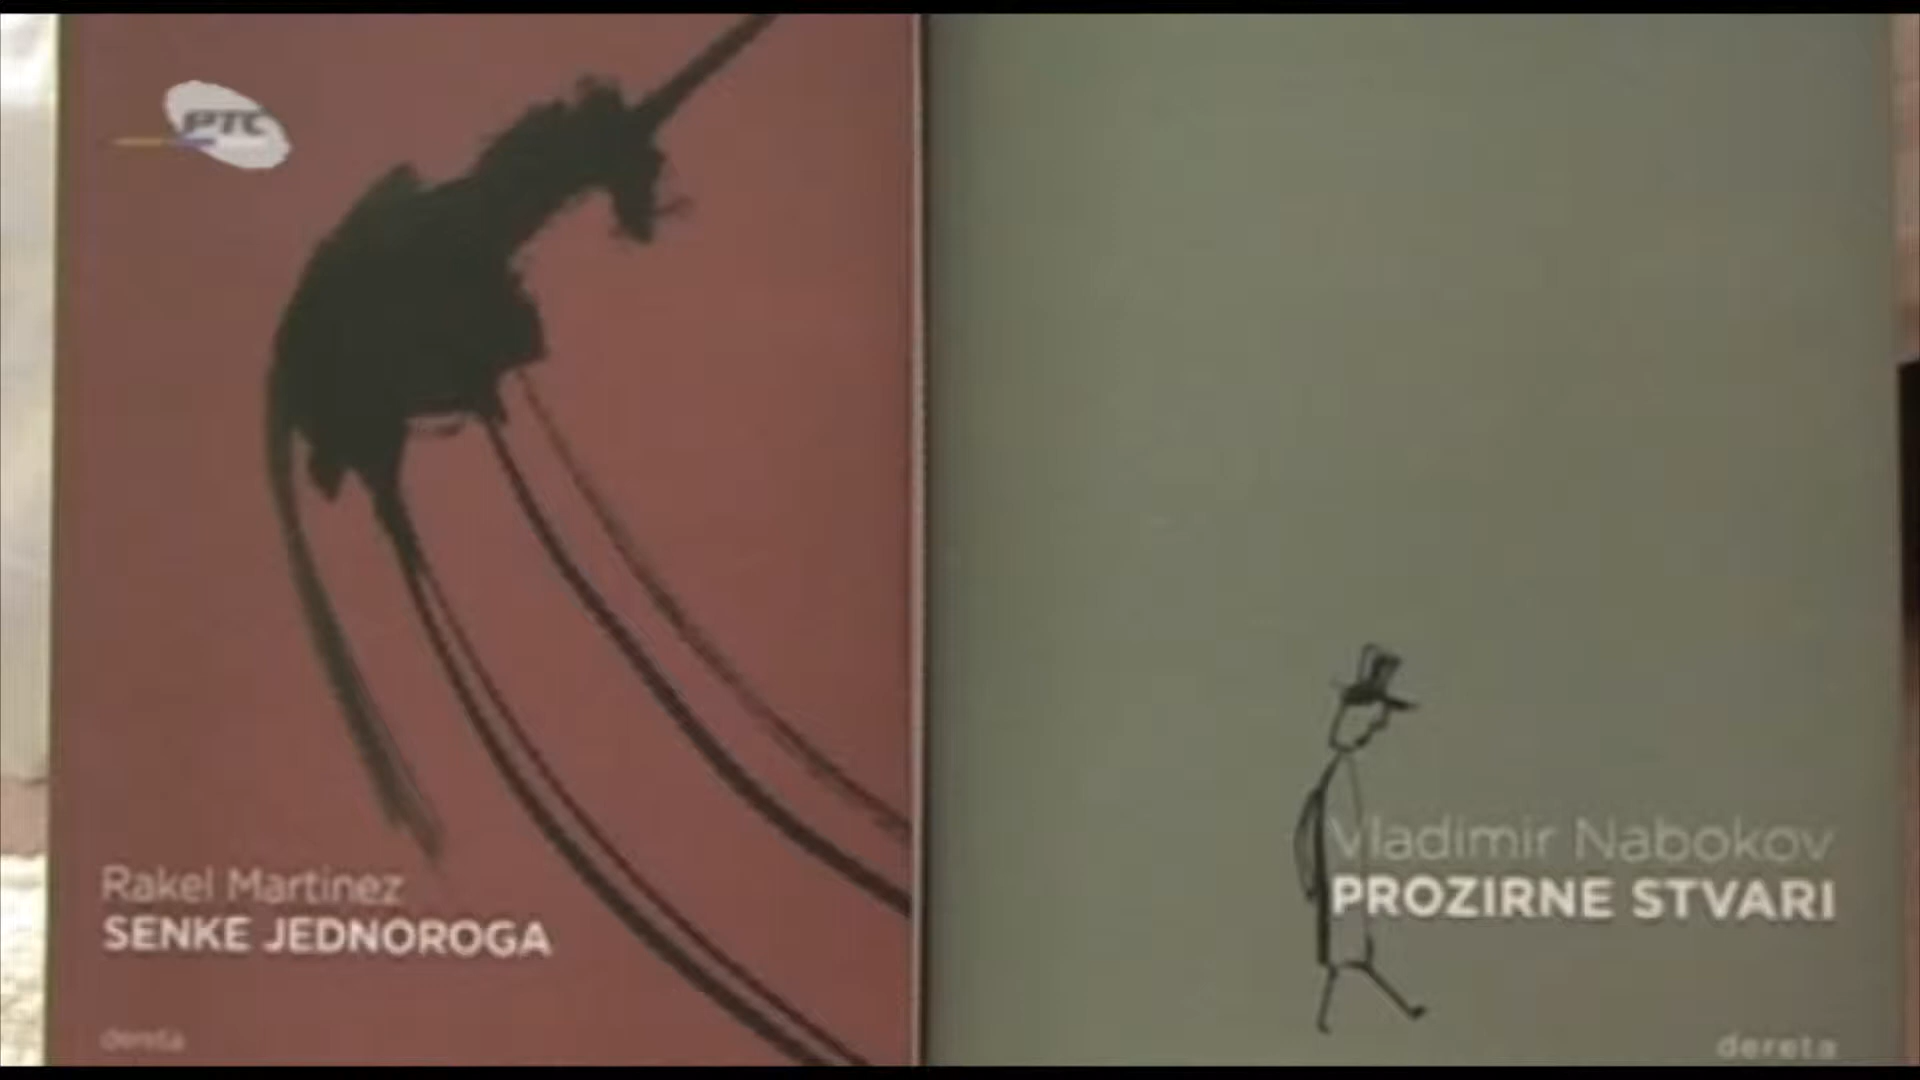 РТС
Rakel Martinez
SENKE JEDNOROGA
dereta
Vladimir Nabokov
PROZIRNE STVARI
dereta